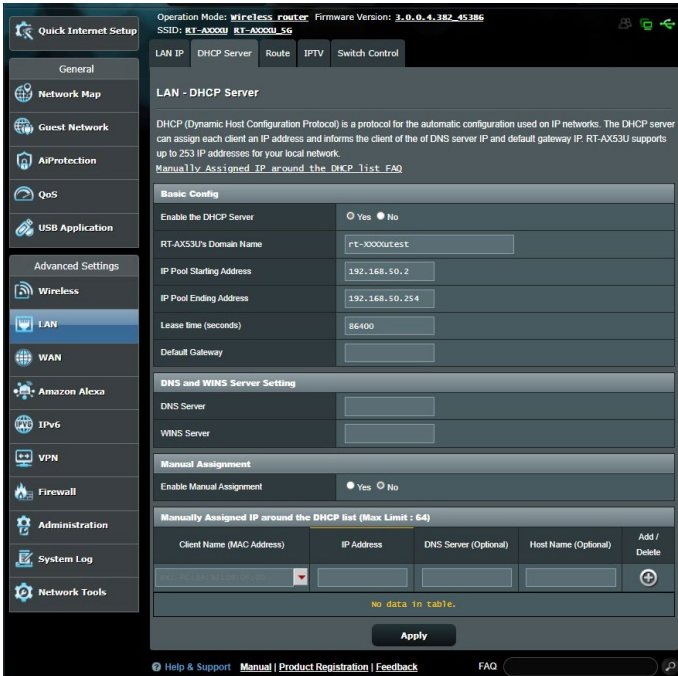 Quick Internet Setup
Operation Mode: Wireless router Firmware Version: 3.0.0.4.382_45386
SSID: RT-AXXXU RT-AXXXU_5G
General
Network Map
Guest Network
AiProtection
QoS
USB Application
Advanced Settings
Wireless
LAN
WAN
Amazon Alexa
IPv6
VPN
Firewall
Administration
System Log
Network Tools
LAN IP DHCP Server Route IPTV Switch Control
LAN - DHCP Server
DHCP (Dynamic Host Configuration Protocol) is a protocol for the automatic configuration used on IP networks. The DHCP server
can assign each client an IP address and informs the client of the of DNS server IP and default gateway IP. RT-AX53U supports
up to 253 IP addresses for your local network.
Manually Assigned IP around the DHCP list FAQ
Basic Config
Enable the DHCP Server Yes No
RT-AX53U's Domain Name rt-XXXXutest
IP Pool Starting Address 192.168.50.2
IP Pool Ending Address 192.168.50.254
Lease time (seconds) 86400
Default Gateway
DNS and WINS Server Setting
DNS Server
WINS Server
Manual Assignment
Enable Manual Assignment Yes No
Manually Assigned IP around the DHCP list (Max Limit : 64)
Client Name (MAC Address) IP Address DNS Server (Optional) Host Name (Optional) Add / Delete
No data in table.
Apply
Help & Support Manual | Product Registration | Feedback FAQ